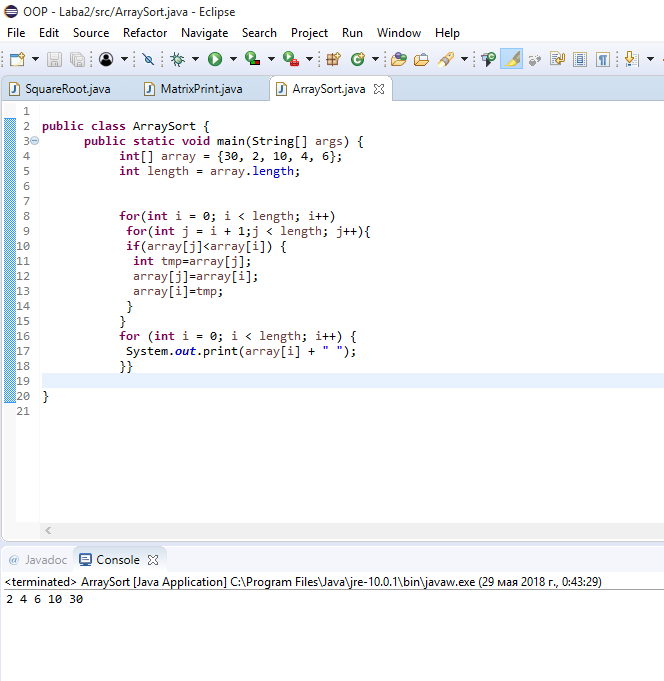 OOP - Laba2/src/ArraySort.java - Eclipse
File Edit Source Refactor Navigate Search Project Run Window Help
SquareRoot.java MatrixPrint.java ArraySort.java
1
2 public class ArraySort {
3 public static void main(String[] args) {
4 int[] array = {30, 2, 10, 4, 6};
5 int length = array.length;
6
7
8 for(int i = 0; i < length; i++)
9 for(int j = i + 1;j < length; j++){
10 if(array[j]<array[i]) {
11 int tmp=array[j];
12 array[j]=array[i];
13 array[i]=tmp;
14 }
15 }
16 for (int i = 0; i < length; i++) {
17 System.out.print(array[i] + " ");
18 }}
19
20 }
21
@ Javadoc Console
<terminated> ArraySort [Java Application] C:\Program Files\Java\jre-10.0.1\bin\javaw.exe (29 мая 2018 г., 0:43:29)
2 4 6 10 30